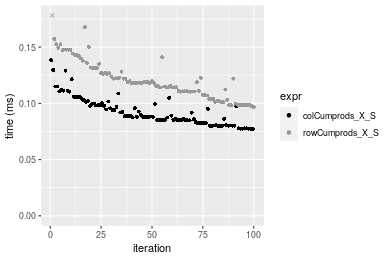 0.15
0.10
0.05
0.00
time (ms)
0
25
50
75
100
iteration
expr
colCumprods_X_S
rowCumprods_X_S